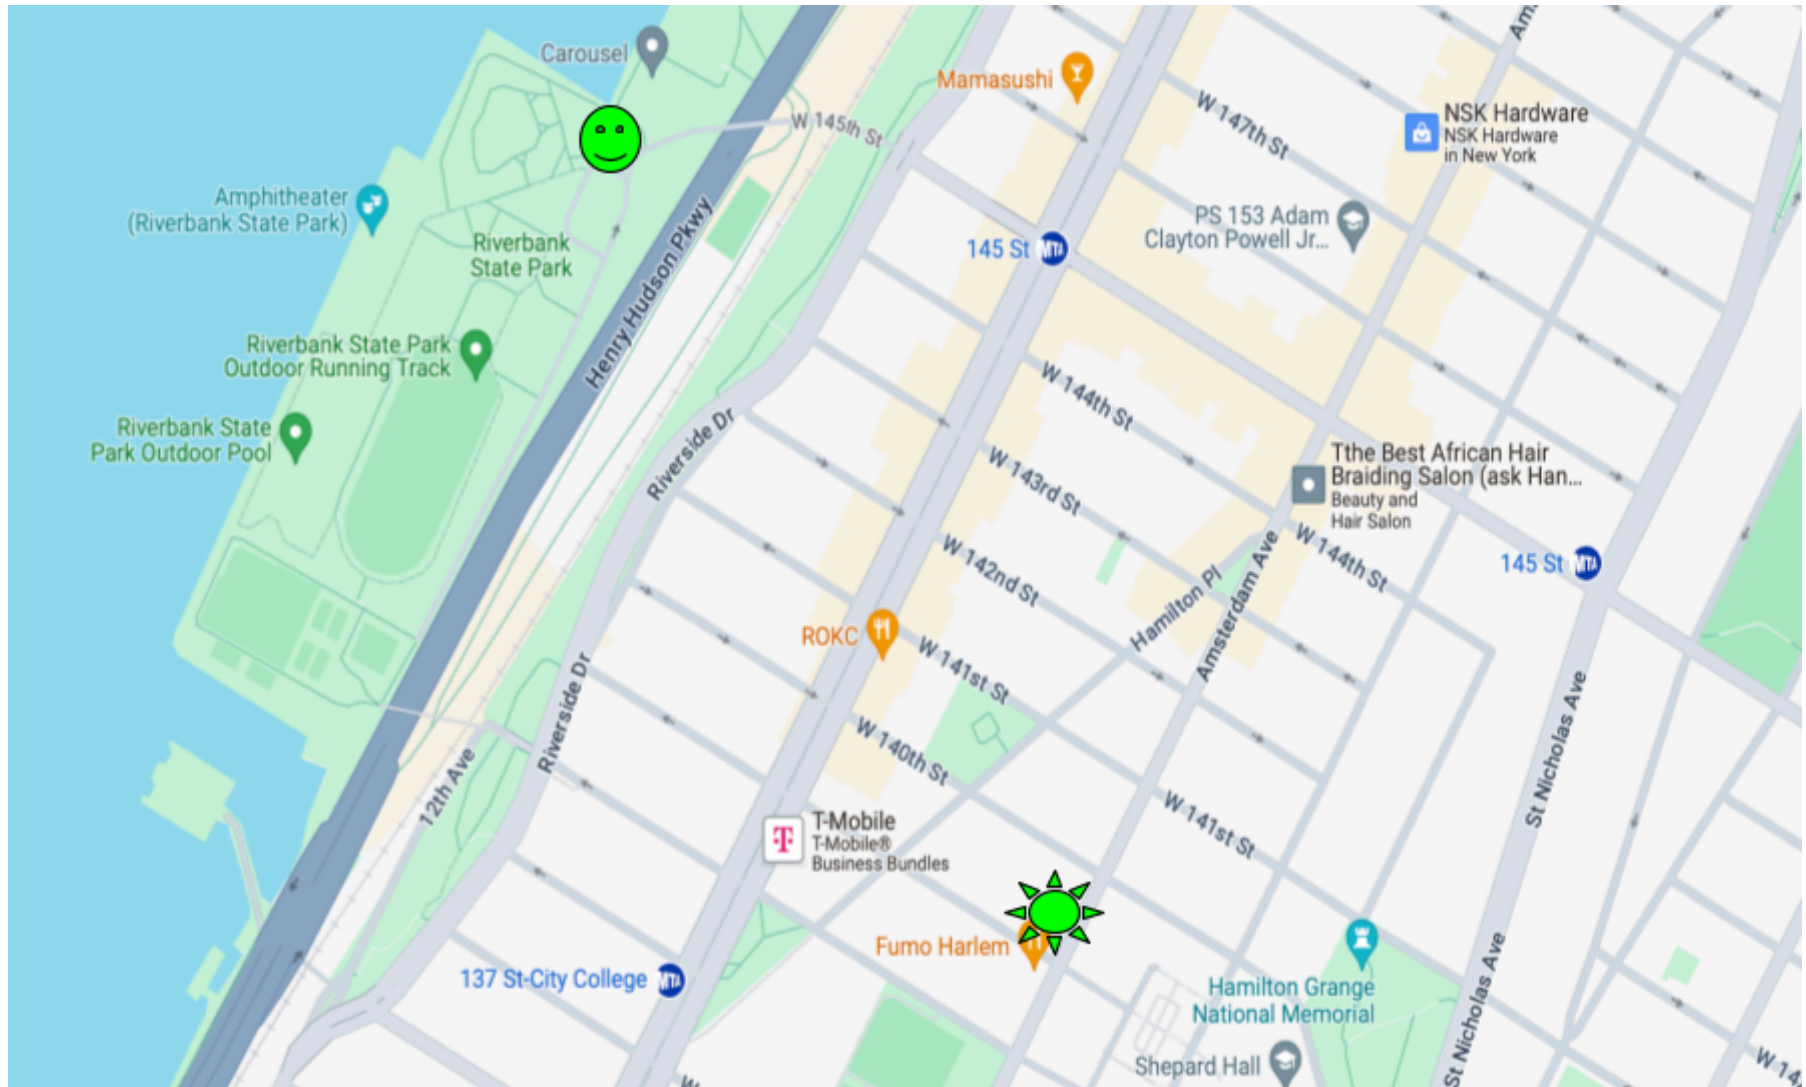 Carousel
Mamasushi
Ams
W 145th St
W 147th St
NSK Hardware
NSK Hardware
in New York
Amphitheater
(Riverbank State Park)
Riverbank
State Park
Henry Hudson Pkwy
145 St
MTA
PS 153 Adam
Clayton Powell Jr...
Riverbank State Park
Outdoor Running Track
Riverbank State
Park Outdoor Pool
Riverside Dr
W 144th St
W 143rd St
Tthe Best African Hair
Braiding Salon (ask Han...
Beauty and
Hair Salon
W 142nd St
W 144th St
145 St
MTA
Hamilton Pl
Amsterdam Ave
ROKC
W 141st St
Riverside Dr
W 140th St
12th Ave
St Nicholas Ave
W 141st St
T
T-Mobile
T-Mobile®
Business Bundles
Fumo Harlem
137 St-City College
MTA
Hamilton Grange
National Memorial
St Nicholas Ave
Shepard Hall
W 14